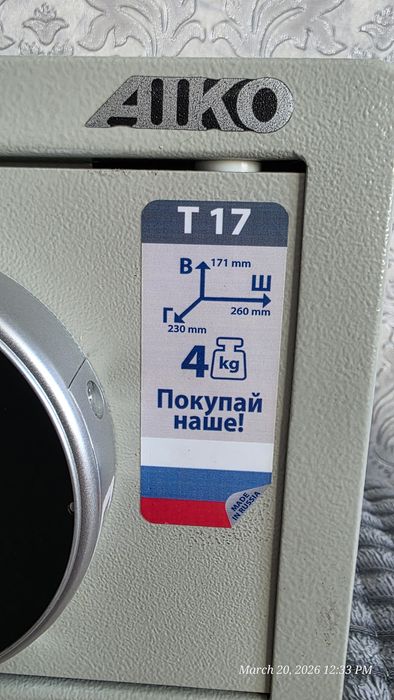 AIKO
T 17
В 171 mm
Ш
260 mm
Г
230 mm
4 kg
Покупай
наше!
MADE
IN RUSSIA
March 20, 2026 12:33 PM